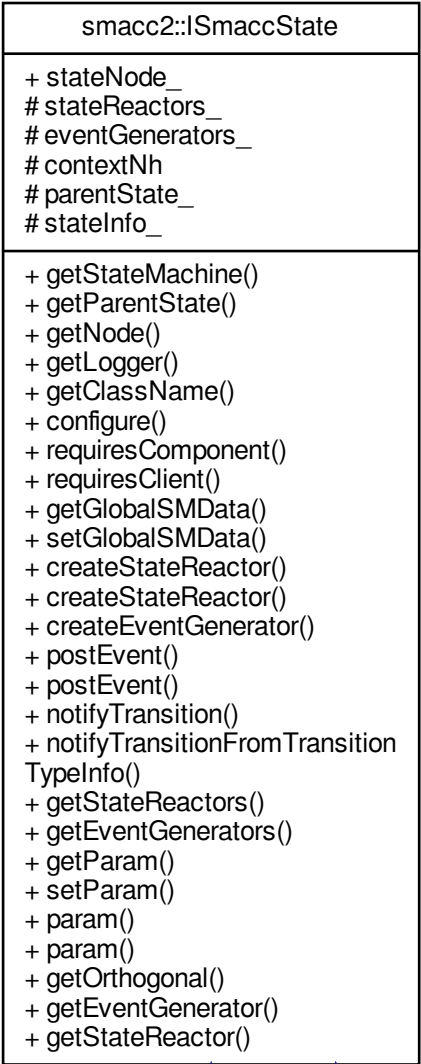 smacc2::ISmaccState
+ stateNode_
# stateReactors_
# eventGenerators_
# contextNh
# parentState_
# stateInfo_
+ getStateMachine()
+ getParentState()
+ getNode()
+ getLogger()
+ getClassName()
+ configure()
+ requiresComponent()
+ requiresClient()
+ getGlobalSMData()
+ setGlobalSMData()
+ createStateReactor()
+ createStateReactor()
+ createEventGenerator()
+ postEvent()
+ postEvent()
+ notifyTransition()
+ notifyTransitionFromTransition
TypeInfo()
+ getStateReactors()
+ getEventGenerators()
+ getParam()
+ setParam()
+ param()
+ param()
+ getOrthogonal()
+ getEventGenerator()
+ getStateReactor()